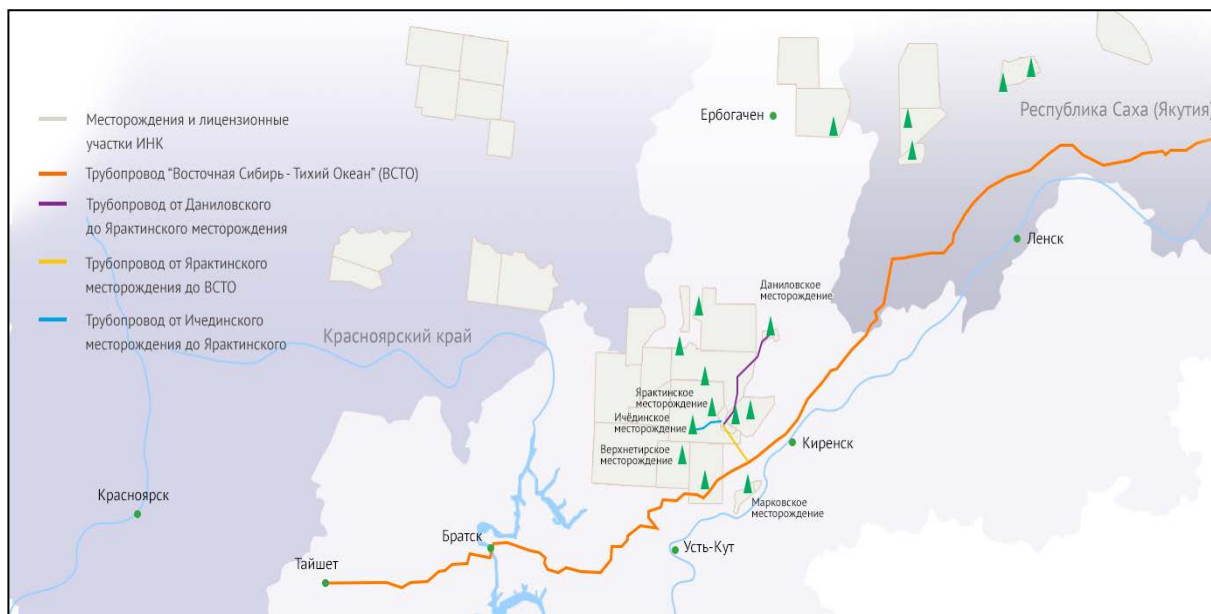 Ербогачен
Республика Саха (Якутия)
Месторождения и лицензионные
участки ИНК
Трубопровод "Восточная Сибирь - Тихий Океан" (ВСТО)
Трубопровод от Даниловского
до Ярактинского месторождения
Трубопровод от Ярактинского
месторождения до ВСТО
Трубопровод от Ичединского
месторождения до Ярактинского
Ленск
Даниловское
месторождение
Красноярский край
Ярактинское
месторождение
Ичёдинское
месторождение
Верхнетирское
месторождение
Киренск
Марковское
месторождение
Красноярск
Братск
Усть-Кут
Тайшет